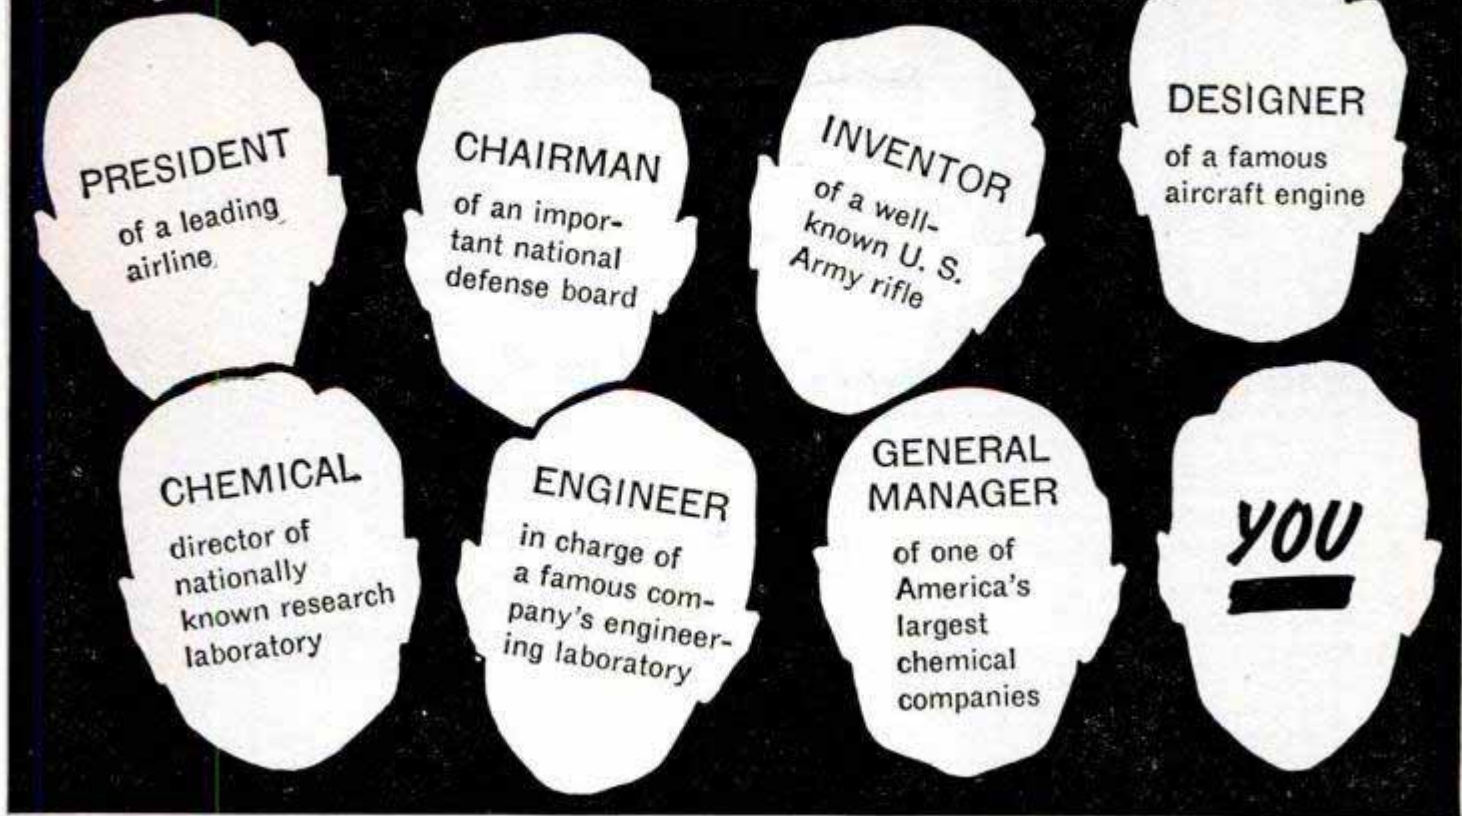 PRESIDENT
of a leading
airline
CHAIRMAN
of an impor-
tant national
defense board
INVENTOR
of a well-
known U. S.
Army rifle
DESIGNER
of a famous
aircraft engine
CHEMICAL
director of
nationally
known research
laboratory
ENGINEER
in charge of
a famous com-
pany's engineer-
ing laboratory
GENERAL
MANAGER
of one of
America's
largest
chemical
companies
YOU